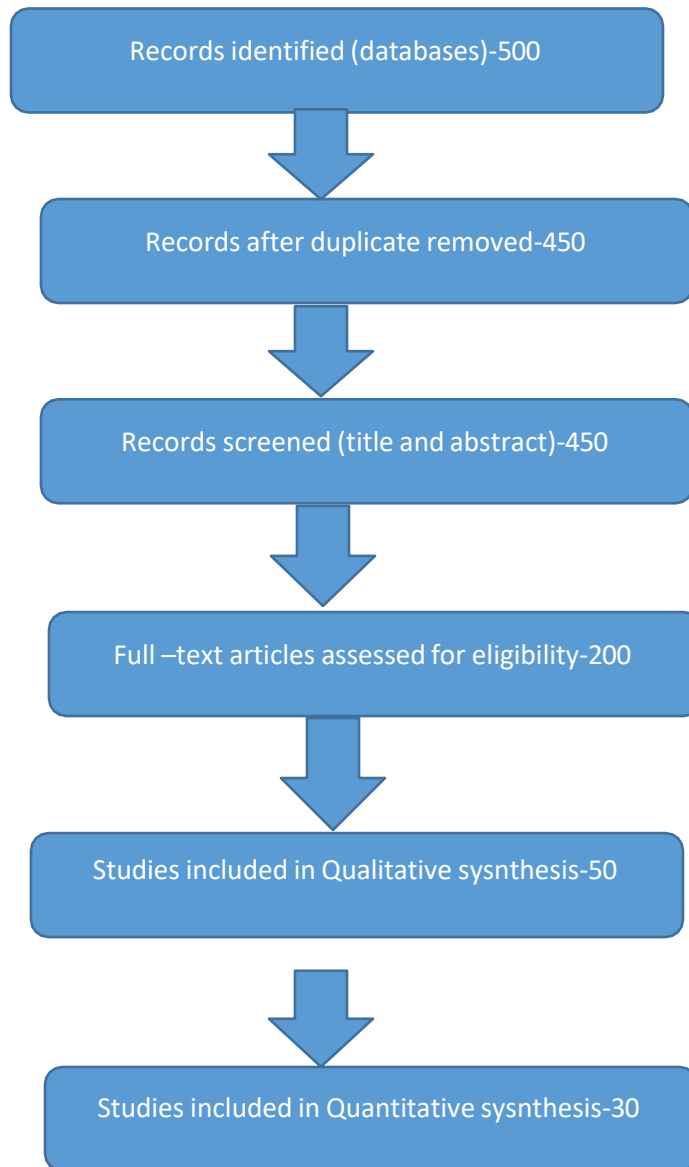 Records identified (databases)-500
Records after duplicate removed-450
Records screened (title and abstract)-450
Full –text articles assessed for eligibility-200
Studies included in Qualitative sysnthesis-50
Studies included in Quantitative sysnthesis-30